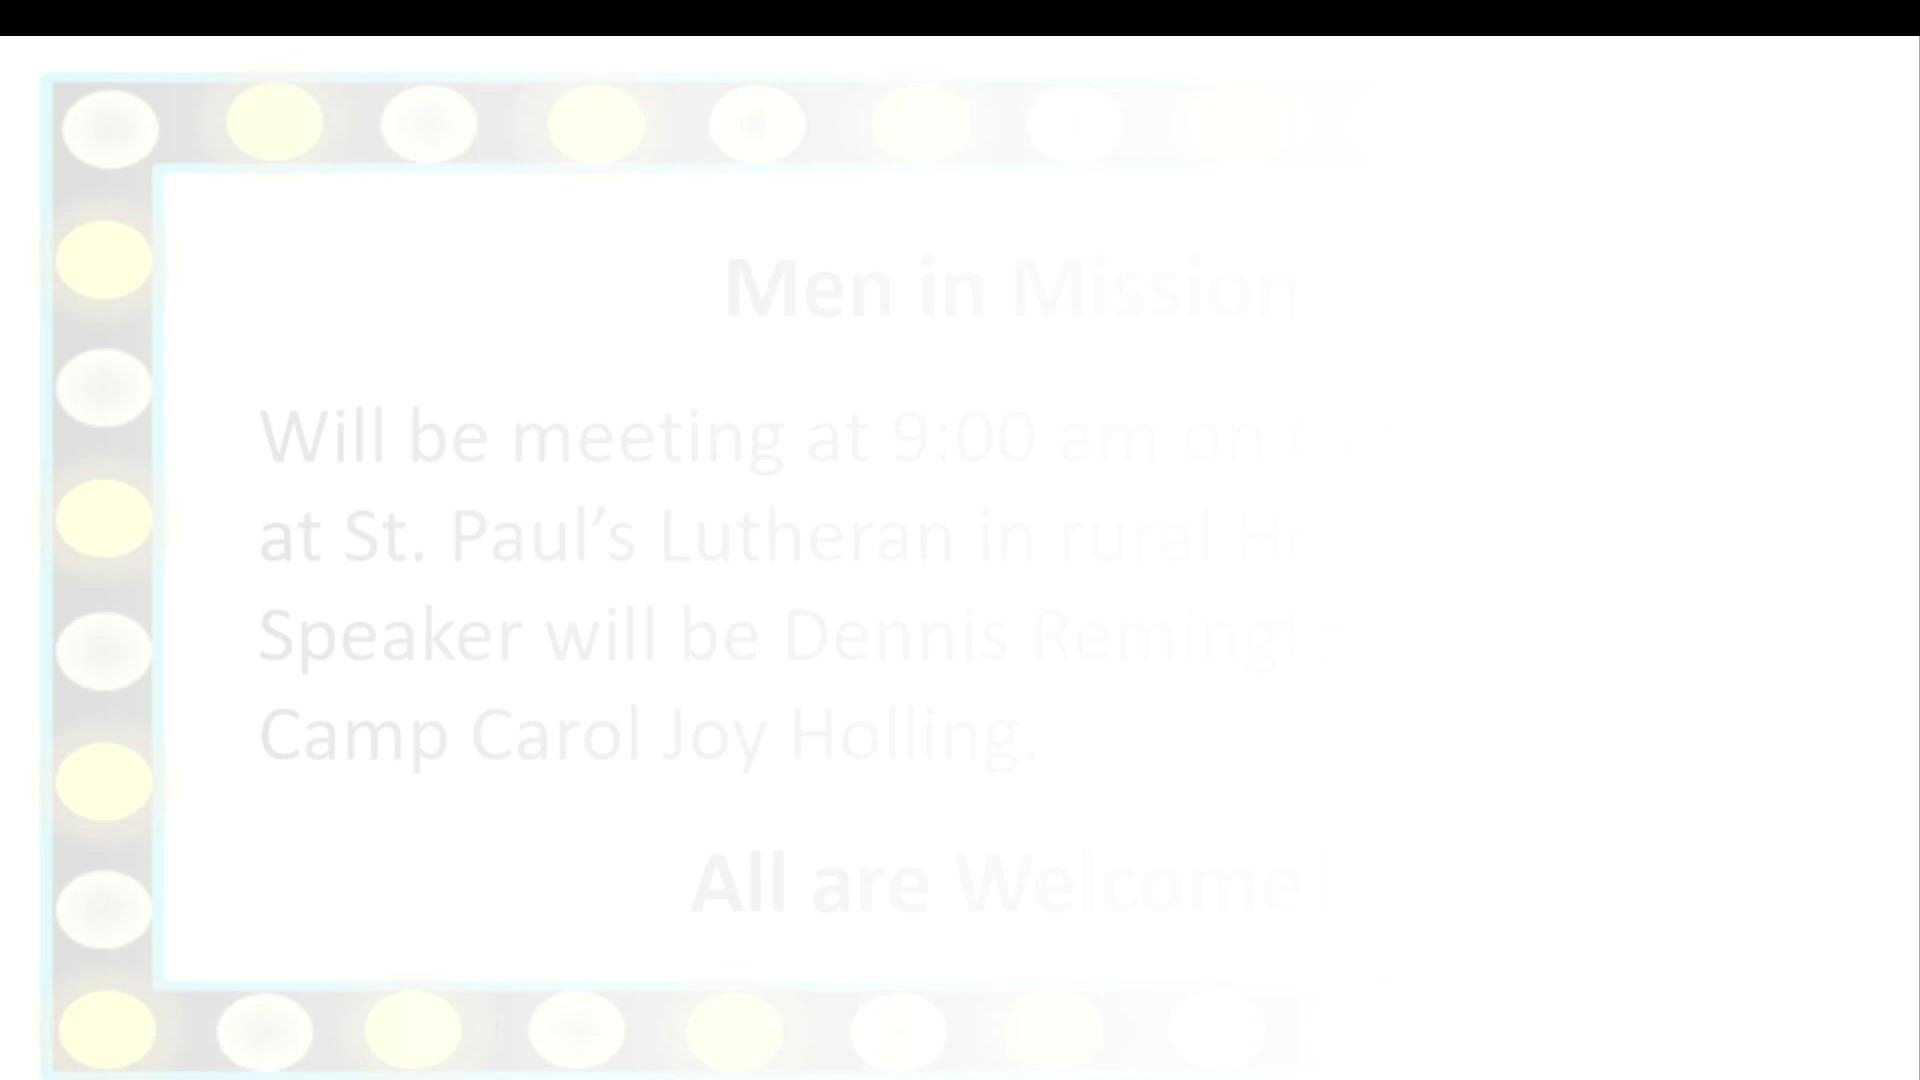 Men in Mission
Will be meeting at 9:00 am on
at St. Paul’s Lutheran in rural
Speaker will be Dennis
Camp Carol Joy Holling.
All are Welcome!